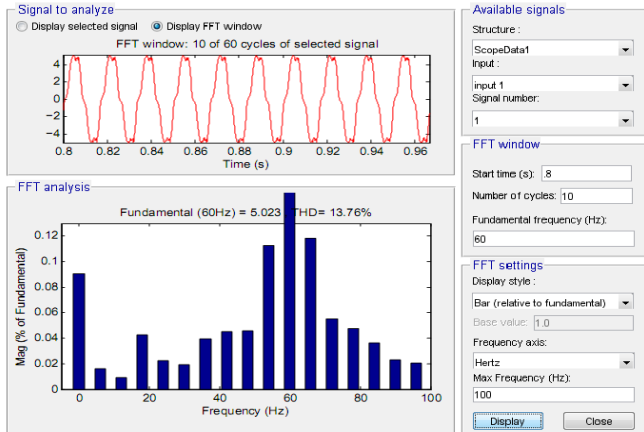 Signal to analyze
Display selected signal Display FFT window
FFT window: 10 of 60 cycles of selected signal
4
2
0
−2
−4
0.8 0.82 0.84 0.86 0.88 0.9 0.92 0.94 0.96
Time (s)
FFT analysis
Fundamental (60Hz) = 5.023 THD= 13.76%
Mag (% of Fundamental)
0.12
0.1
0.08
0.06
0.04
0.02
0
0 20 40 60 80 100
Frequency (Hz)
Available signals
Structure :
ScopeData1
Input :
input 1
Signal number:
1
FFT window
Start time (s): .8
Number of cycles: 10
Fundamental frequency (Hz):
60
FFT settings
Display style :
Bar (relative to fundamental)
Base value: 1.0
Frequency axis:
Hertz
Max Frequency (Hz):
100
Display Close